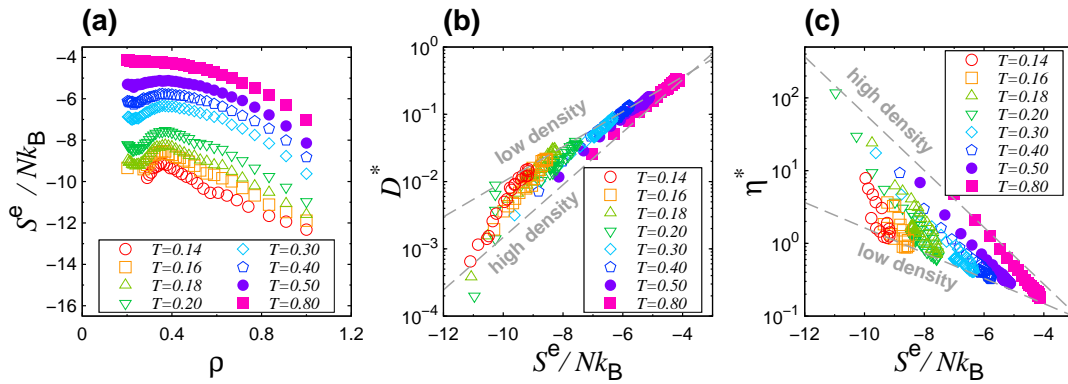 (a)
−4
−6
−8
−10
−12
−14
−16
S^e / Nk_B
T=0.14
T=0.16
T=0.18
T=0.20
T=0.30
T=0.40
T=0.50
T=0.80
0
0.4
0.8
1.2
ρ
(b)
10^0
10^−1
10^−2
10^−3
10^−4
D^*
low density
high density
T=0.14
T=0.16
T=0.18
T=0.20
T=0.30
T=0.40
T=0.50
T=0.80
−12
−10
−8
−6
−4
S^e / Nk_B
(c)
10^2
10^1
10^0
10^−1
η^*
high density
low density
T=0.14
T=0.16
T=0.18
T=0.20
T=0.30
T=0.40
T=0.50
T=0.80
−12
−10
−8
−6
−4
S^e / Nk_B